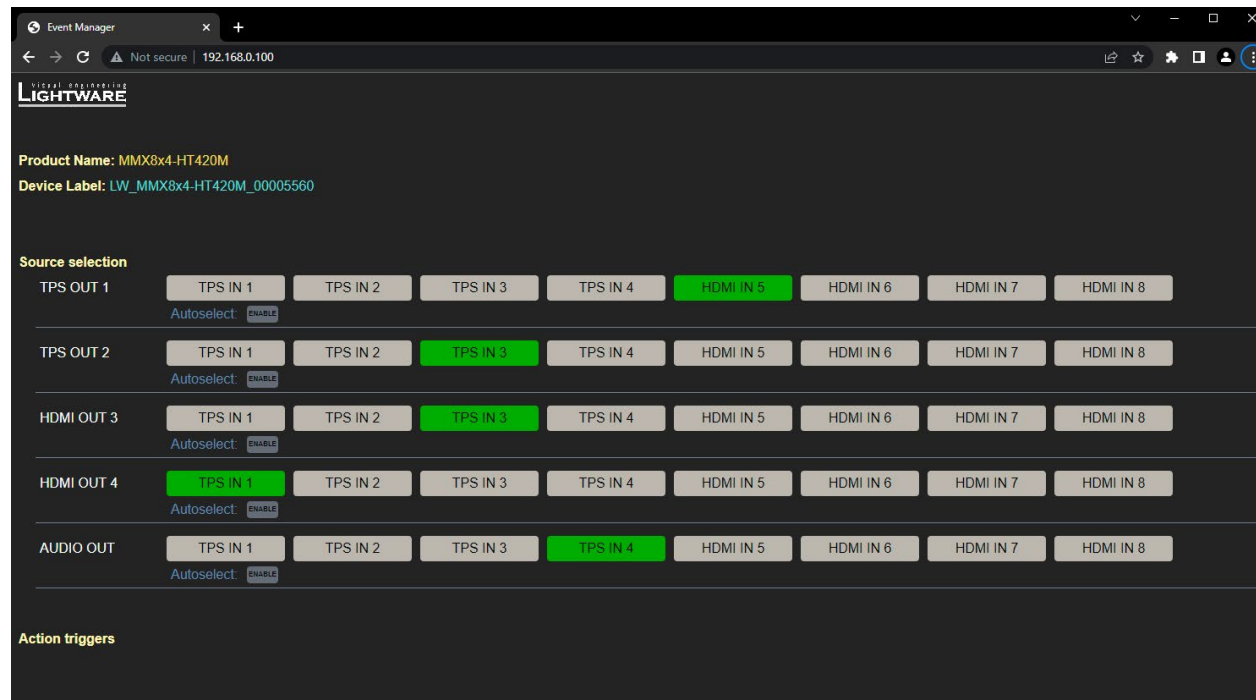 Event Manager
Not secure | 192.168.0.100
visual engineering
LIGHTWARE
Product Name: MMX8x4-HT420M
Device Label: LW_MMX8x4-HT420M_00005560
Source selection
TPS OUT 1 TPS IN 1 TPS IN 2 TPS IN 3 TPS IN 4 HDMI IN 5 HDMI IN 6 HDMI IN 7 HDMI IN 8
Autoselect: ENABLE
TPS OUT 2 TPS IN 1 TPS IN 2 TPS IN 3 TPS IN 4 HDMI IN 5 HDMI IN 6 HDMI IN 7 HDMI IN 8
Autoselect: ENABLE
HDMI OUT 3 TPS IN 1 TPS IN 2 TPS IN 3 TPS IN 4 HDMI IN 5 HDMI IN 6 HDMI IN 7 HDMI IN 8
Autoselect: ENABLE
HDMI OUT 4 TPS IN 1 TPS IN 2 TPS IN 3 TPS IN 4 HDMI IN 5 HDMI IN 6 HDMI IN 7 HDMI IN 8
Autoselect: ENABLE
AUDIO OUT TPS IN 1 TPS IN 2 TPS IN 3 TPS IN 4 HDMI IN 5 HDMI IN 6 HDMI IN 7 HDMI IN 8
Autoselect: ENABLE
Action triggers